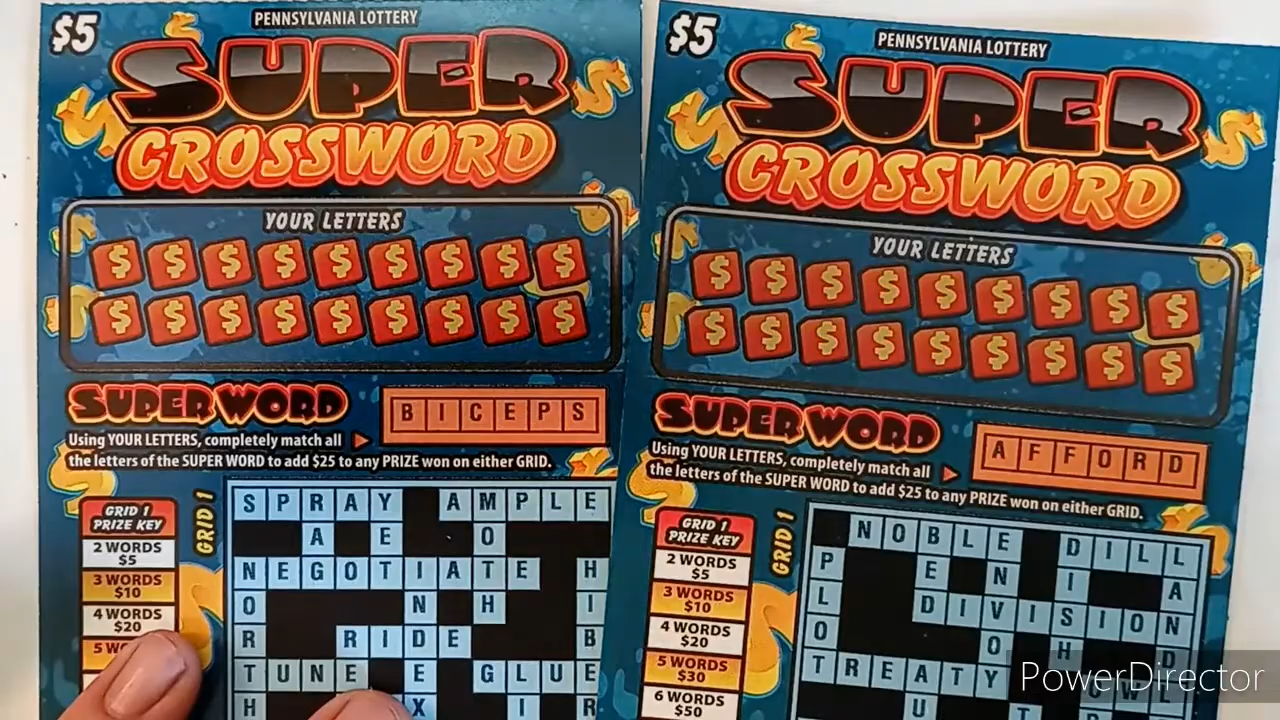 $5
PENNSYLVANIA LOTTERY
SUPER
CROSSWORD
YOUR LETTERS
$ $ $ $ $ $ $ $ $
$ $ $ $ $ $ $ $ $
SUPER WORD
BICEPS
Using YOUR LETTERS, completely match all
the letters of the SUPER WORD to add $25 to any PRIZE won on either GRID.
GRID 1
PRIZE KEY
2 WORDS
$5
3 WORDS
$10
4 WORDS
$20
GRID 1
SPRAY AMPLE
A E O
NEGOTIATE H
O N H I
R RIDE B
TUNE E GLUE
H X I R
$5
PENNSYLVANIA LOTTERY
SUPER
CROSSWORD
YOUR LETTERS
$ $ $ $ $ $ $ $ $
$ $ $ $ $ $ $ $ $
SUPER WORD
AFFORD
Using YOUR LETTERS, completely match all
the letters of the SUPER WORD to add $25 to any PRIZE won on either GRID.
GRID 1
PRIZE KEY
2 WORDS
$5
3 WORDS
$10
4 WORDS
$20
5 WORDS
$30
6 WORDS
$50
GRID 1
NOBLE DILL
P E N I A
L DIVISION
O O H D
TREATY
U T
PowerDirector